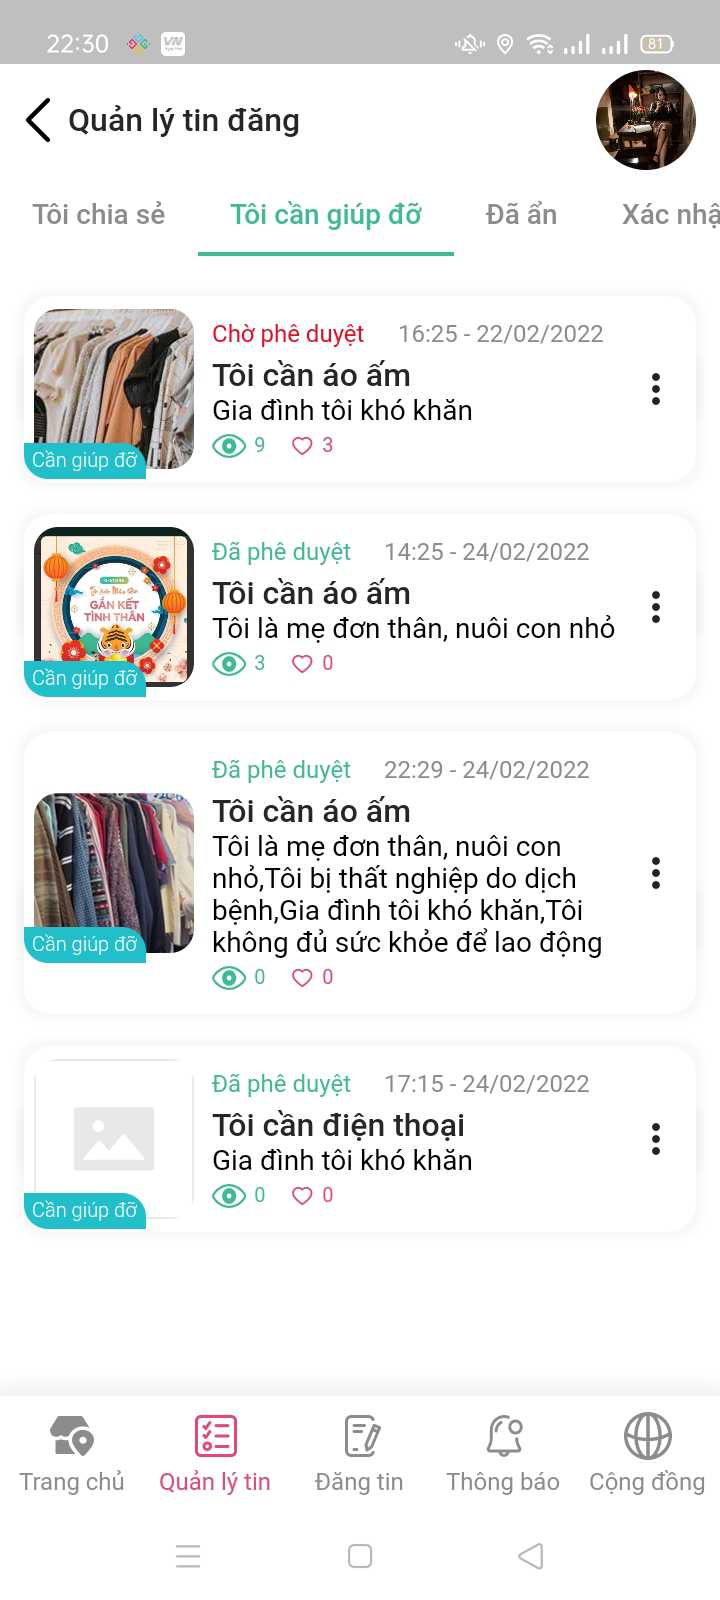 22:30
VN
81
Quản lý tin đăng
Tôi chia sẻ
Tôi cần giúp đỡ
Đã ẩn
Xác nhậ
Chờ phê duyệt
16:25 - 22/02/2022
Tôi cần áo ấm
Gia đình tôi khó khăn
9
3
Cần giúp đỡ
Đã phê duyệt
14:25 - 24/02/2022
Tôi cần áo ấm
Tôi là mẹ đơn thân, nuôi con nhỏ
3
0
GẮN KẾT
TÌNH THÂN
Cần giúp đỡ
Đã phê duyệt
22:29 - 24/02/2022
Tôi cần áo ấm
Tôi là mẹ đơn thân, nuôi con
nhỏ,Tôi bị thất nghiệp do dịch
bệnh,Gia đình tôi khó khăn,Tôi
không đủ sức khỏe để lao động
0
0
Cần giúp đỡ
Đã phê duyệt
17:15 - 24/02/2022
Tôi cần điện thoại
Gia đình tôi khó khăn
0
0
Cần giúp đỡ
Trang chủ
Quản lý tin
Đăng tin
Thông báo
Cộng đồng